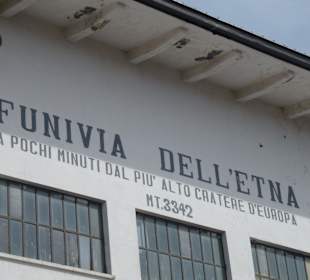 FUNIVIA DELL'ETNA
A POCHI MINUTI DAL PIU' ALTO CRATERE D'EUROPA
MT.3342